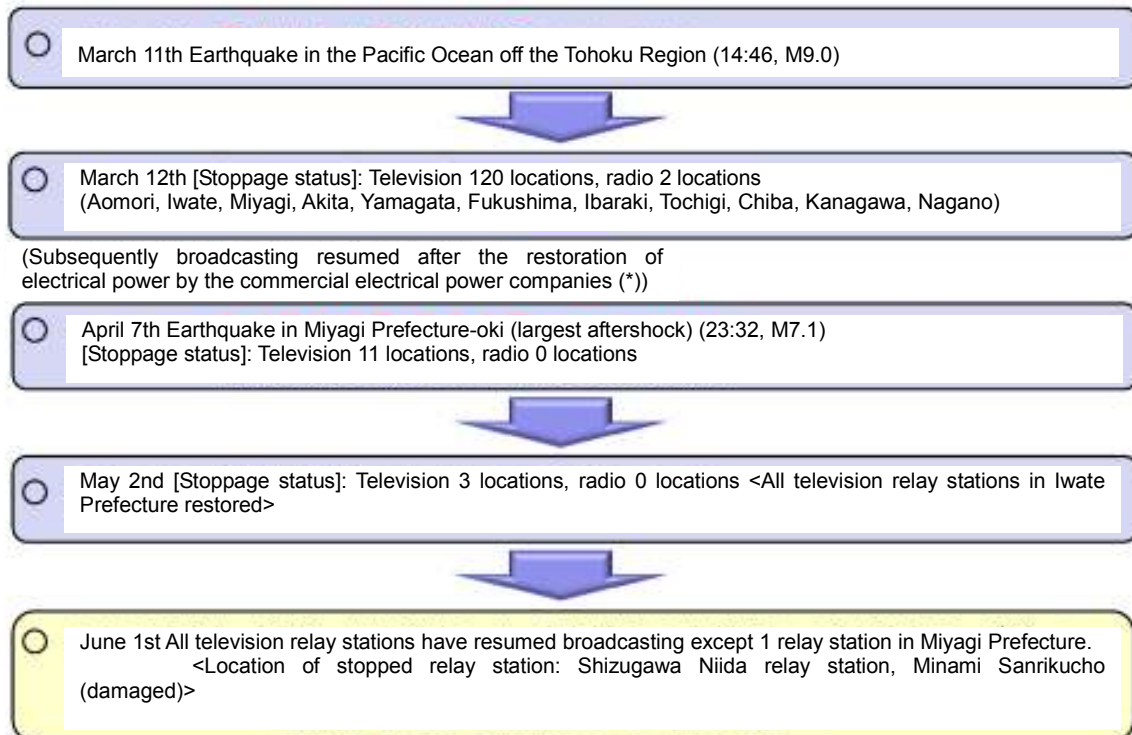 March 11th Earthquake in the Pacific Ocean off the Tohoku Region (14:46, M9.0)
March 12th [Stoppage status]: Television 120 locations, radio 2 locations
(Aomori, Iwate, Miyagi, Akita, Yamagata, Fukushima, Ibaraki, Tochigi, Chiba, Kanagawa, Nagano)
(Subsequently broadcasting resumed after the restoration of
electrical power by the commercial electrical power companies (*))
April 7th Earthquake in Miyagi Prefecture-oki (largest aftershock) (23:32, M7.1)
[Stoppage status]: Television 11 locations, radio 0 locations
May 2nd [Stoppage status]: Television 3 locations, radio 0 locations <All television relay stations in Iwate
Prefecture restored>
June 1st All television relay stations have resumed broadcasting except 1 relay station in Miyagi Prefecture.
<Location of stopped relay station: Shizugawa Niida relay station, Minami Sanrikucho
(damaged)>